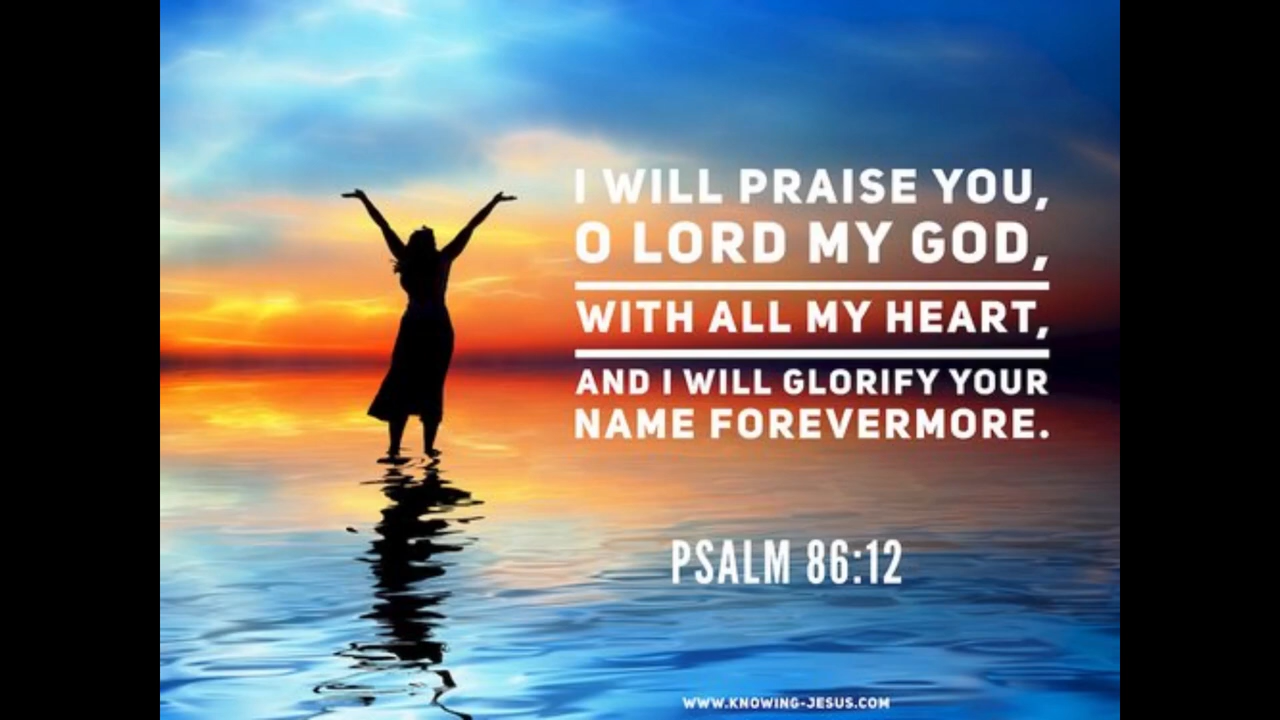 I WILL PRAISE YOU,
O LORD MY GOD,
WITH ALL MY HEART,
AND I WILL GLORIFY YOUR
NAME FOREVERMORE.
PSALM 86:12
WWW.KNOWING-JESUS.COM